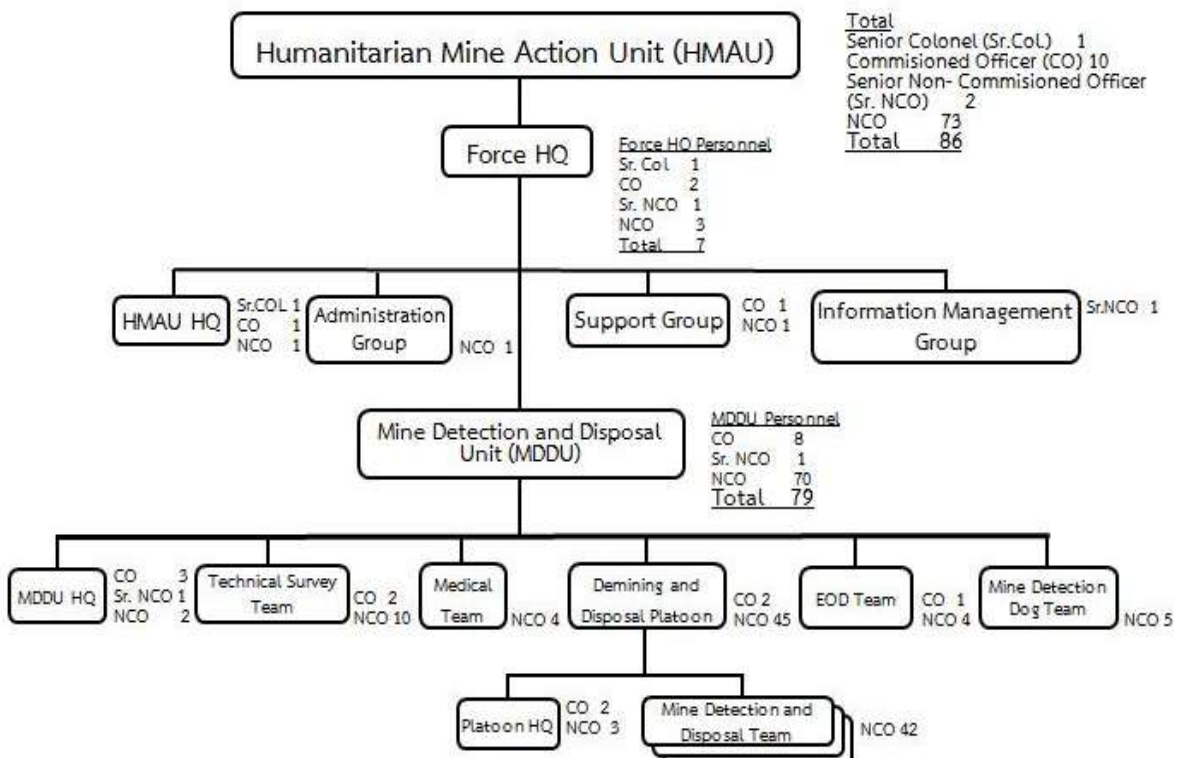 Humanitarian Mine Action Unit (HMAU)
Total
Senior Colonel (Sr.Col.) 1
Commisioned Officer (CO) 10
Senior Non- Commisioned Officer
(Sr. NCO) 2
NCO 73
Total 86
Force HQ
Force HQ Personnel
Sr. Col 1
CO 2
Sr. NCO 1
NCO 3
Total 7
HMAU HQ
Sr.COL 1
CO 1
NCO 1
Administration
Group
NCO 1
Support Group
CO 1
NCO 1
Information Management
Group
Sr.NCO 1
Mine Detection and Disposal
Unit (MDDU)
MDDU Personnel
CO 8
Sr. NCO 1
NCO 70
Total 79
MDDU HQ
CO 3
Sr. NCO 1
NCO 2
Technical Survey
Team
CO 2
NCO 10
Medical
Team
NCO 4
Demining and
Disposal Platoon
CO 2
NCO 45
EOD Team
CO 1
NCO 4
Mine Detection
Dog Team
NCO 5
Platoon HQ
CO 2
NCO 3
Mine Detection and
Disposal Team
NCO 42